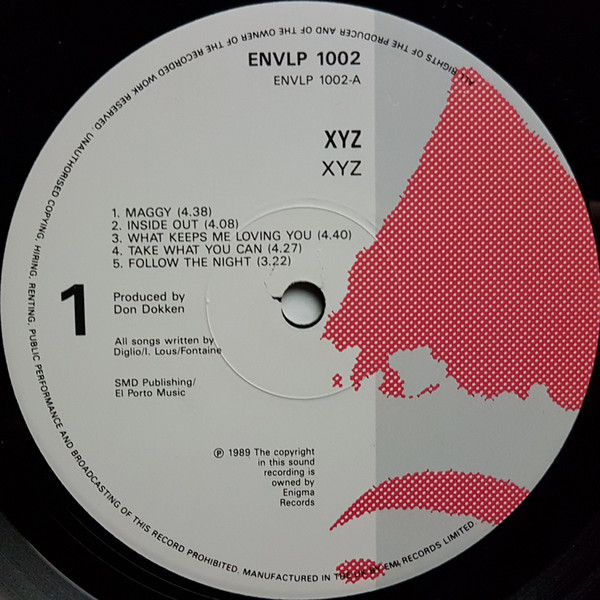 ENVLP 1002
ENVLP 1002-A
XYZ
XYZ
1. MAGGY (4.38)
2. INSIDE OUT (4.08)
3. WHAT KEEPS ME LOVING YOU (4.40)
4. TAKE WHAT YOU CAN (4.27)
5. FOLLOW THE NIGHT (3.22)
1
Produced by
Don Dokken
All songs written by
Diglio/I. Lous/Fontaine
SMD Publishing/
El Porto Music
℗ 1989 The copyright
in this sound
recording is
owned by
Enigma
Records
ALL RIGHTS OF THE PRODUCER AND OF THE OWNER OF THE RECORDED WORK RESERVED. UNAUTHORISED COPYING, HIRING, RENTING, PUBLIC PERFORMANCE AND BROADCASTING OF THIS RECORD PROHIBITED. MANUFACTURED IN THE UK BY EMI RECORDS LIMITED.